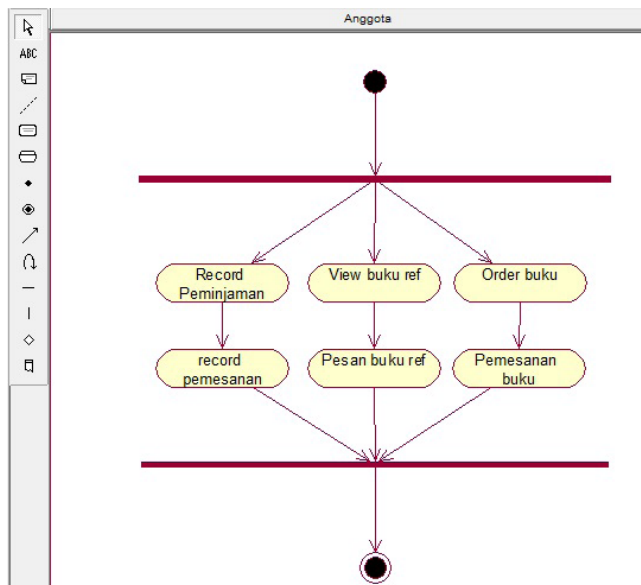 Anggota
ABC
Record
Peminjaman
View buku ref
Order buku
record
pemesanan
Pesan buku ref
Pemesanan
buku